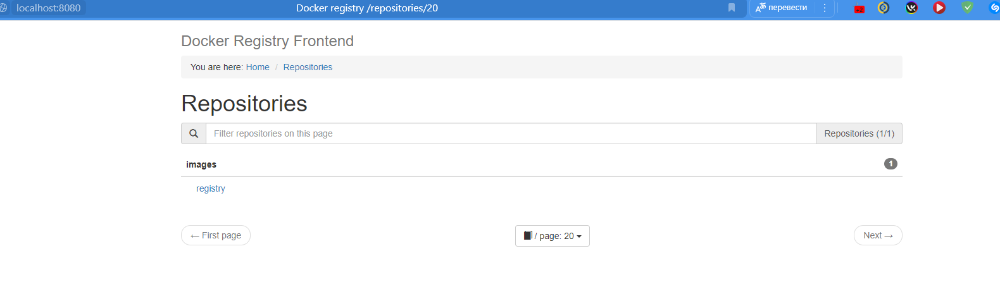 localhost:8080 Docker registry /repositories/20 перевести
+2
Docker Registry Frontend
You are here: Home / Repositories
Repositories
Filter repositories on this page Repositories (1/1)
images 1
registry
← First page / page: 20 Next →